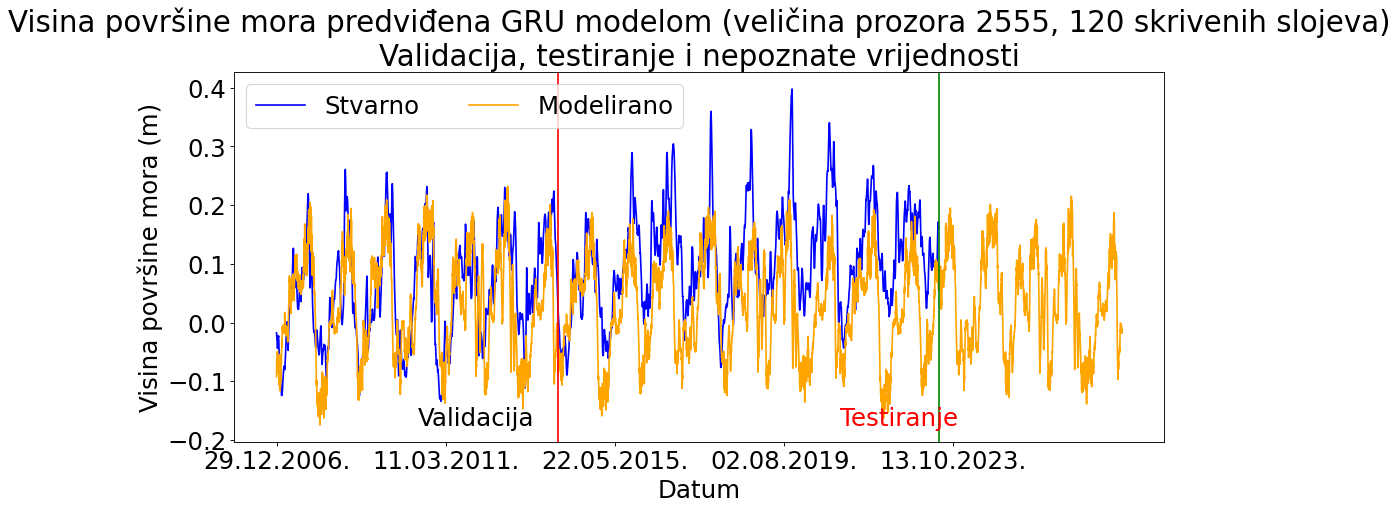 Visina površine mora predviđena GRU modelom (veličina prozora 2555, 120 skrivenih slojeva)
Validacija, testiranje i nepoznate vrijednosti
Stvarno
Modelirano
Visina površine mora (m)
0.4
0.3
0.2
0.1
0.0
−0.1
−0.2
Validacija
Testiranje
29.12.2006.
11.03.2011.
22.05.2015.
02.08.2019.
13.10.2023.
Datum